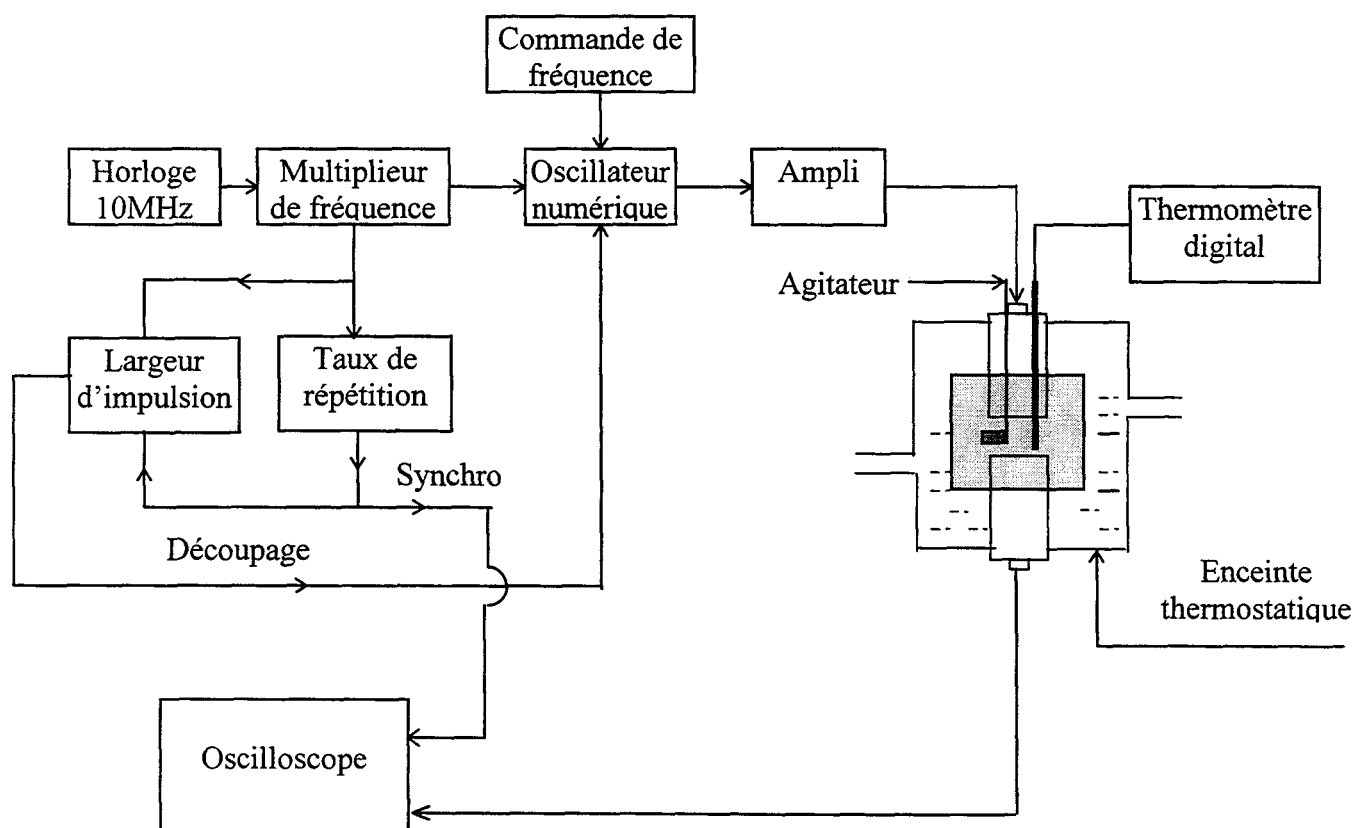 Commande de
fréquence
Horloge
10MHz
Multiplieur
de fréquence
Oscillateur
numérique
Ampli
Thermomètre
digital
Agitateur
Largeur
d'impulsion
Taux de
répétition
Synchro
Découpage
Enceinte
thermostatique
Oscilloscope